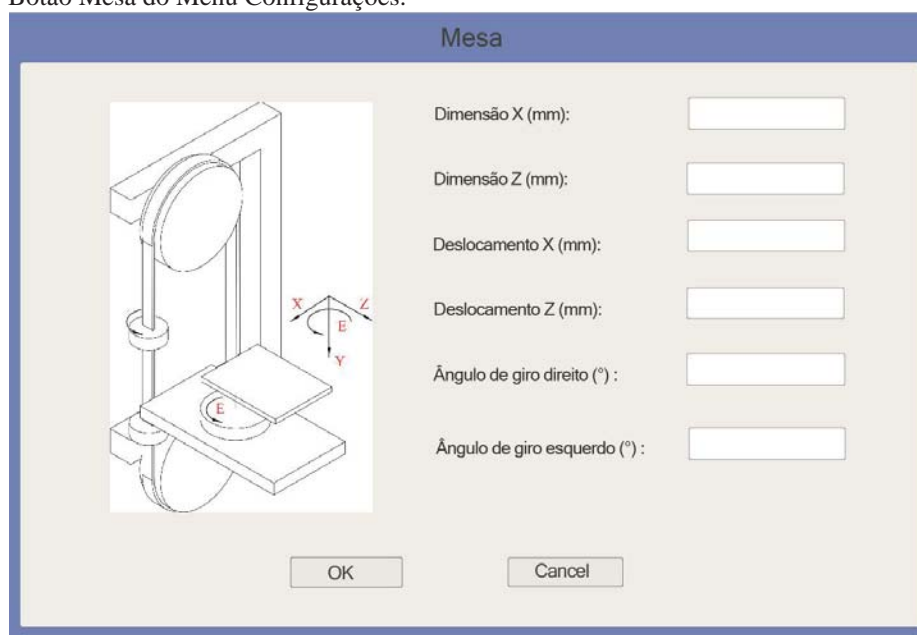 Botão Mesa do Menu Configurações.
Mesa
Dimensão X (mm):
Dimensão Z (mm):
Deslocamento X (mm):
Deslocamento Z (mm):
Ângulo de giro direito (°) :
Ângulo de giro esquerdo (°) :
X
Z
E
Y
E
OK
Cancel